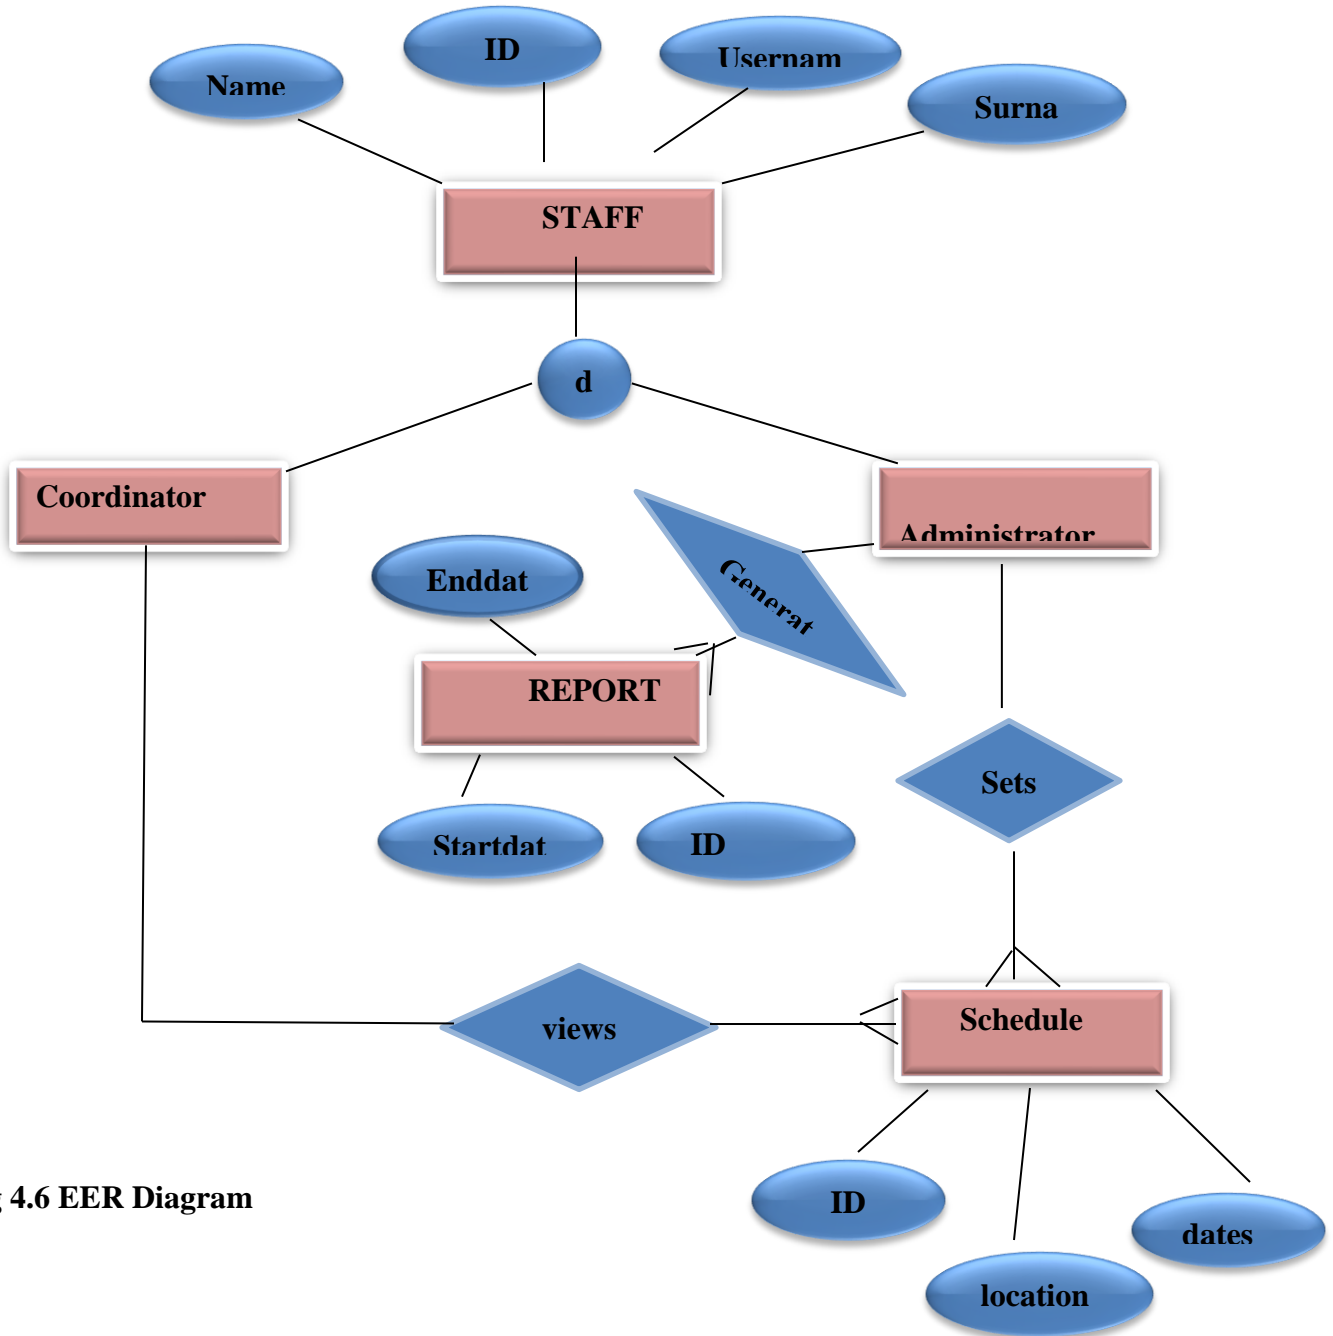 Name
ID
Usernam
Surna
STAFF
d
Coordinator
Administrator
Generat
Enddat
REPORT
Startdat
ID
Sets
views
Schedule
ID
location
dates
g 4.6 EER Diagram